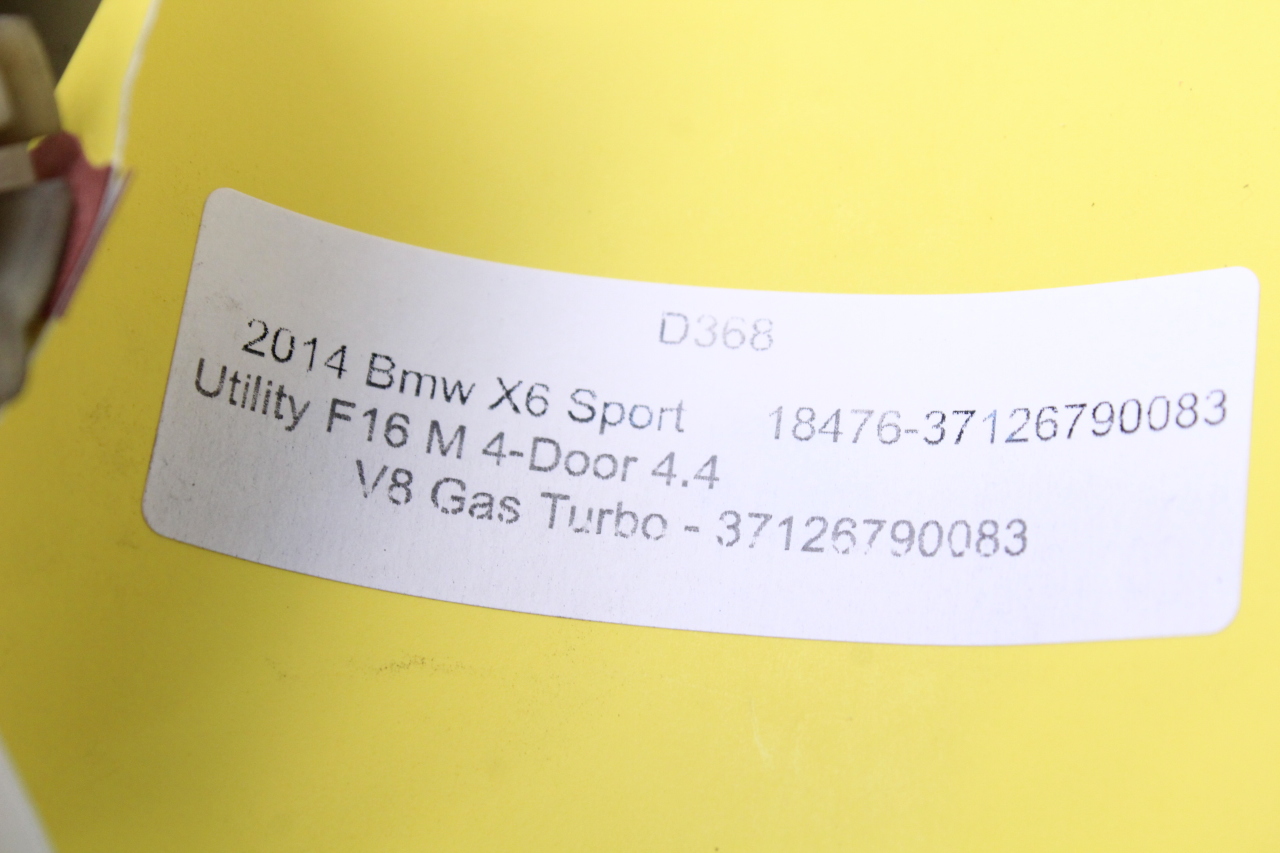 D368
2014 Bmw X6 Sport
Utility F16 M 4-Door 4.4
V8 Gas Turbo - 37126790083
18476-37126790083